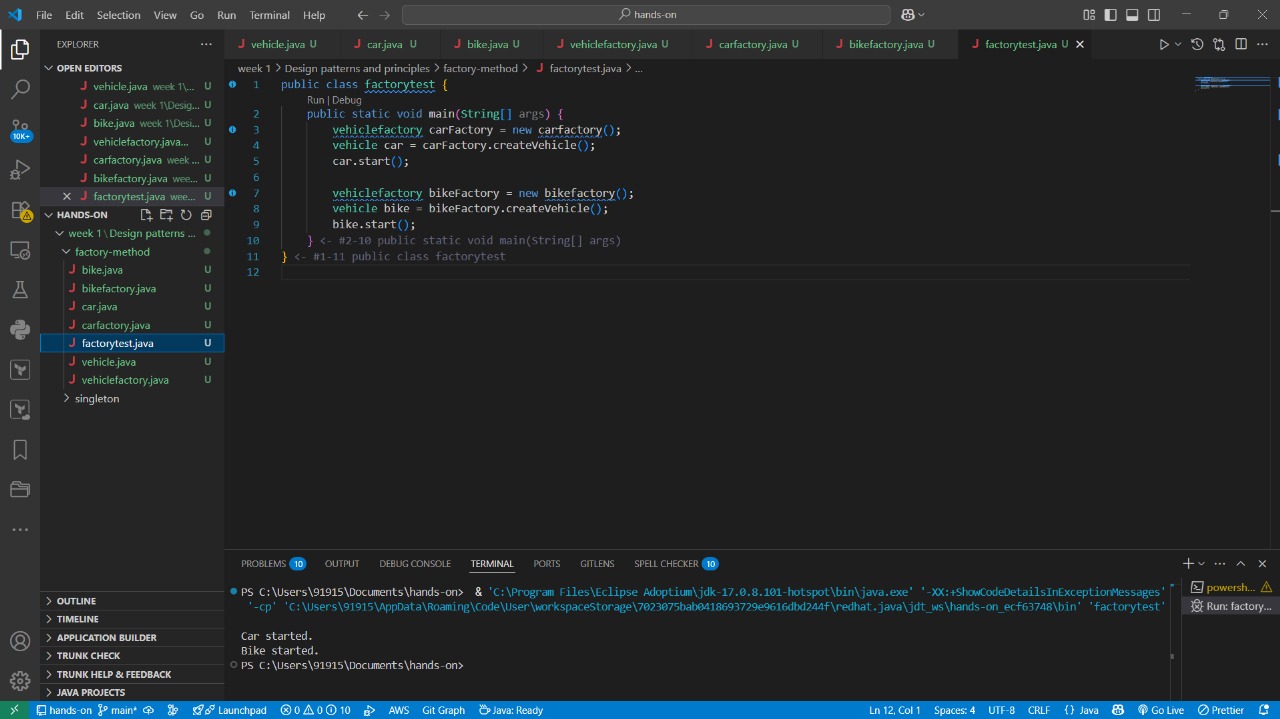 File Edit Selection View Go Run Terminal Help
hands-on
EXPLORER
vehicle.java U
car.java U
bike.java U
vehiclefactory.java U
carfactory.java U
bikefactory.java U
factorytest.java U
OPEN EDITORS
vehicle.java week 1\... U
car.java week 1\Desig... U
bike.java week 1\Desi... U
vehiclefactory.java... U
carfactory.java week ... U
bikefactory.java we... U
factorytest.java wee... U
HANDS-ON
week 1 \ Design patterns ...
factory-method
bike.java U
bikefactory.java U
car.java U
carfactory.java U
factorytest.java U
vehicle.java U
vehiclefactory.java U
singleton
OUTLINE
TIMELINE
APPLICATION BUILDER
TRUNK CHECK
TRUNK HELP & FEEDBACK
JAVA PROJECTS
10K+
week 1 > Design patterns and principles > factory-method > factorytest.java > ...
1 public class factorytest {
Run | Debug
2 public static void main(String[] args) {
3 vehiclefactory carFactory = new carfactory();
4 vehicle car = carFactory.createVehicle();
5 car.start();
6
7 vehiclefactory bikeFactory = new bikefactory();
8 vehicle bike = bikeFactory.createVehicle();
9 bike.start();
10 } <- #2-10 public static void main(String[] args)
11 } <- #1-11 public class factorytest
12
PROBLEMS 10 OUTPUT DEBUG CONSOLE TERMINAL PORTS GITLENS SPELL CHECKER 10
PS C:\Users\91915\Documents\hands-on> & 'C:\Program Files\Eclipse Adoptium\jdk-17.0.8.101-hotspot\bin\java.exe' '-XX:+ShowCodeDetailsInExceptionMessages'
'-cp' 'C:\Users\91915\AppData\Roaming\Code\User\workspaceStorage\7023075bab0418693729e9616dbd244f\redhat.java\jdt_ws\hands-on_ecf63748\bin' 'factorytest'
Car started.
Bike started.
PS C:\Users\91915\Documents\hands-on>
powersh...
Run: factory...
hands-on main* Launchpad 0 0 10 AWS Git Graph Java: Ready Ln 12, Col 1 Spaces: 4 UTF-8 CRLF {} Java Go Live Prettier